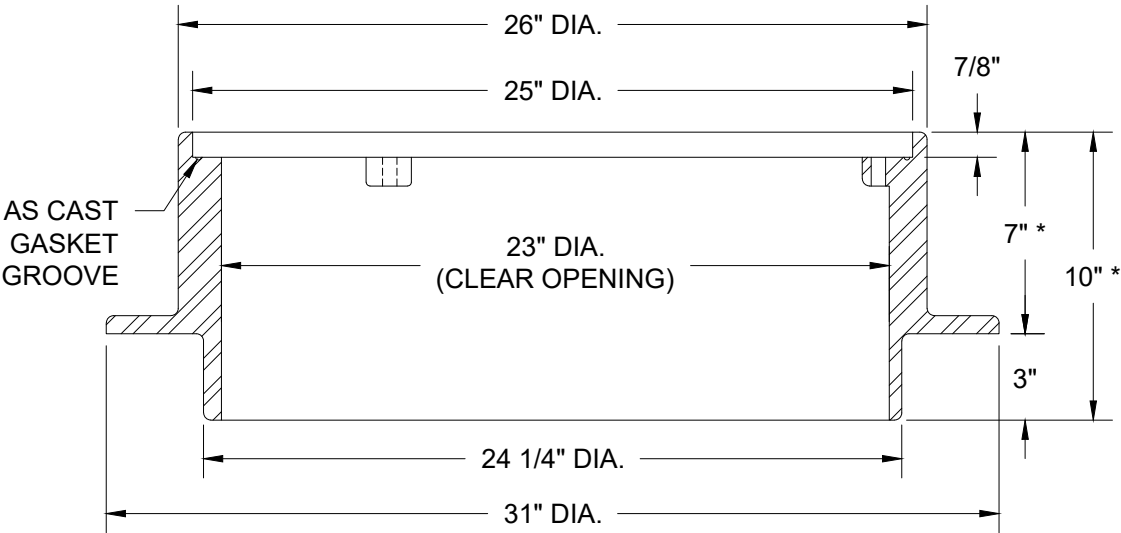 26" DIA.
25" DIA.
7/8"
AS CAST
GASKET
GROOVE
23" DIA.
(CLEAR OPENING)
7" *
10" *
3"
24 1/4" DIA.
31" DIA.